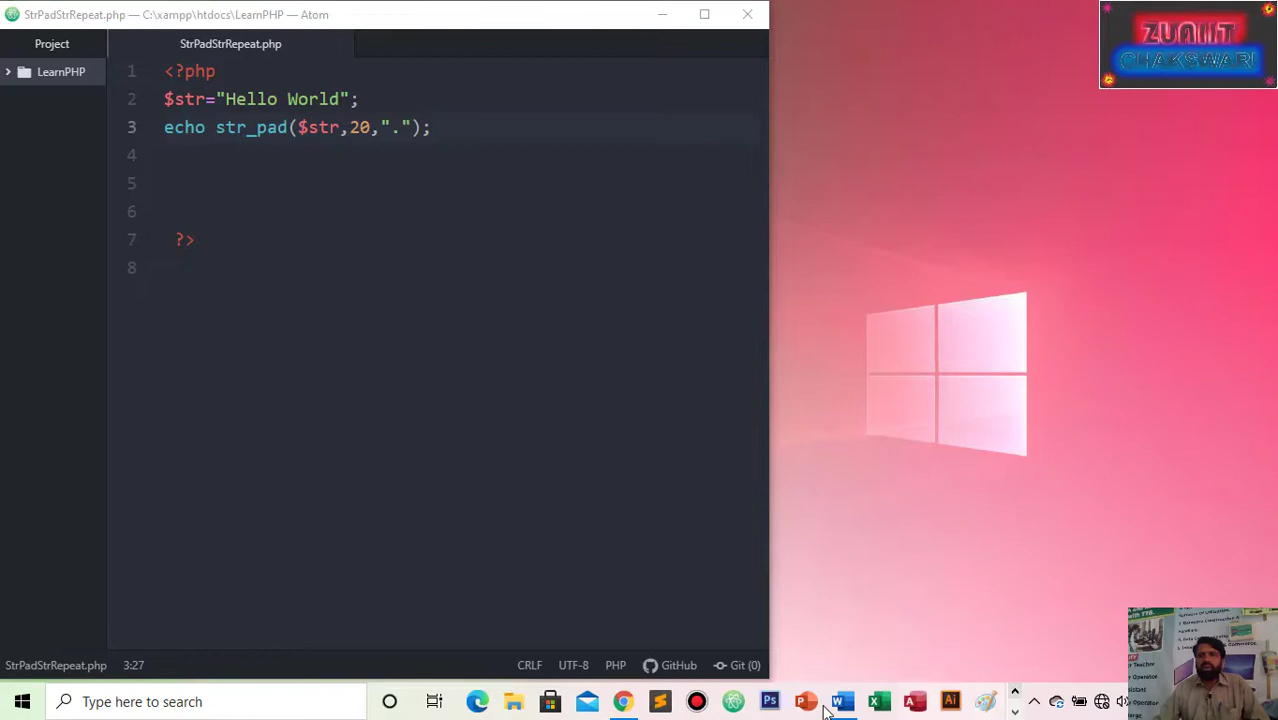 StrPadStrRepeat.php — C:\xampp\htdocs\LearnPHP — Atom
ZUNIIT
CHAKSWARI
Project
StrPadStrRepeat.php
LearnPHP
1 <?php
2 $str="Hello World";
3 echo str_pad($str,20,".");
4
5
6
7 ?>
8
StrPadStrRepeat.php 3:27 CRLF UTF-8 PHP GitHub Git (0)
Type here to search